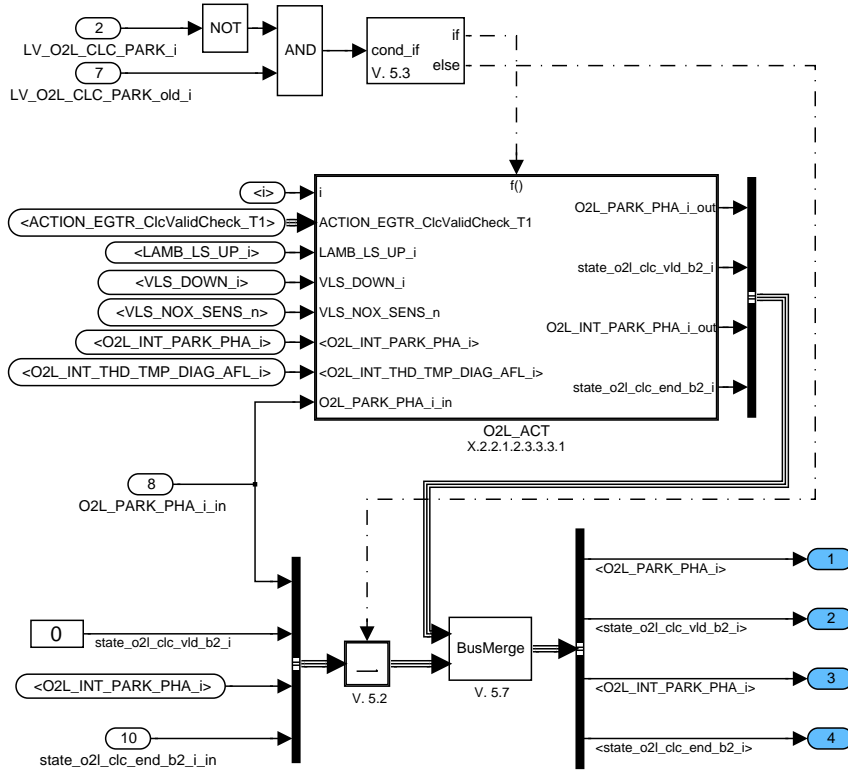 2
NOT
LV_O2L_CLC_PARK_i
7
LV_O2L_CLC_PARK_old_i
AND
if
cond_if
else
V. 5.3
f()
<i>
i
<ACTION_EGTR_ClcValidCheck_T1>
ACTION_EGTR_ClcValidCheck_T1
<LAMB_LS_UP_i>
LAMB_LS_UP_i
<VLS_DOWN_i>
VLS_DOWN_i
<VLS_NOX_SENS_n>
VLS_NOX_SENS_n
<O2L_INT_PARK_PHA_i>
<O2L_INT_PARK_PHA_i>
<O2L_INT_THD_TMP_DIAG_AFL_i>
<O2L_INT_THD_TMP_DIAG_AFL_i>
O2L_PARK_PHA_i_in
O2L_PARK_PHA_i_out
state_o2l_clc_vld_b2_i
O2L_INT_PARK_PHA_i_out
state_o2l_clc_end_b2_i
O2L_ACT
X.2.2.1.2.3.3.3.1
8
O2L_PARK_PHA_i_in
0
state_o2l_clc_vld_b2_i
<O2L_INT_PARK_PHA_i>
10
state_o2l_clc_end_b2_i_in
V. 5.2
BusMerge
V. 5.7
<O2L_PARK_PHA_i>
1
<state_o2l_clc_vld_b2_i>
2
<O2L_INT_PARK_PHA_i>
3
<state_o2l_clc_end_b2_i>
4